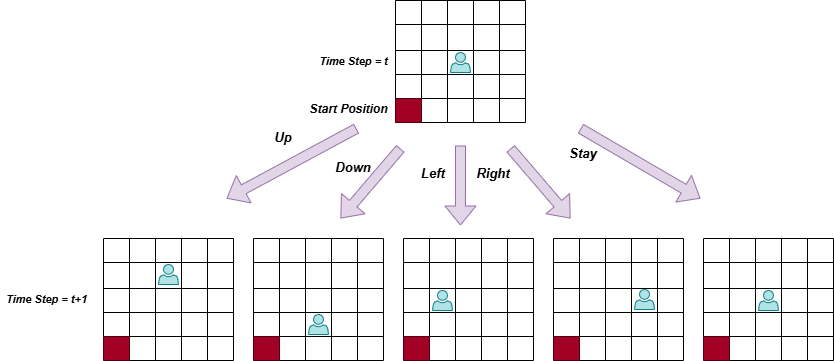 Time Step = t
Start Position
Up
Down
Left
Right
Stay
Time Step = t+1